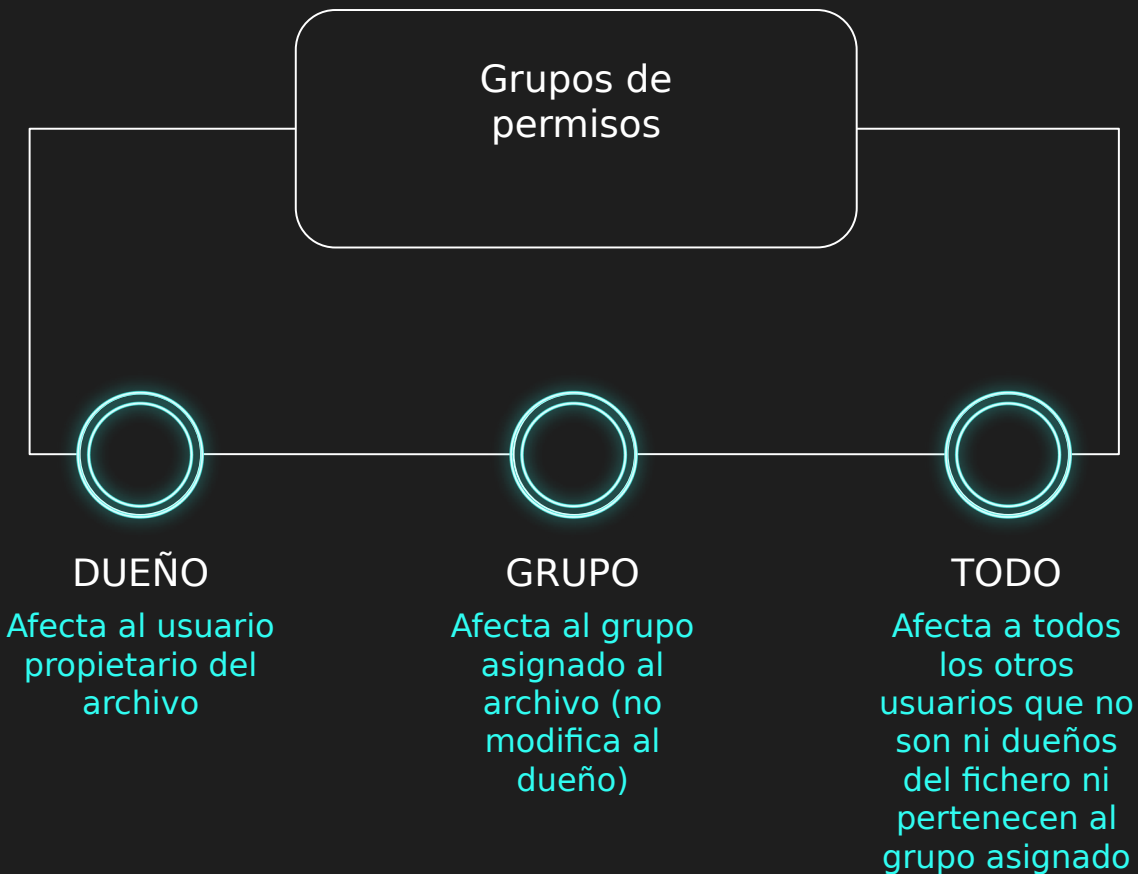 Grupos de
permisos
DUEÑO
Afecta al usuario
propietario del
archivo
GRUPO
Afecta al grupo
asignado al
archivo (no
modifica al
dueño)
TODO
Afecta a todos
los otros
usuarios que no
son ni dueños
del fichero ni
pertenecen al
grupo asignado